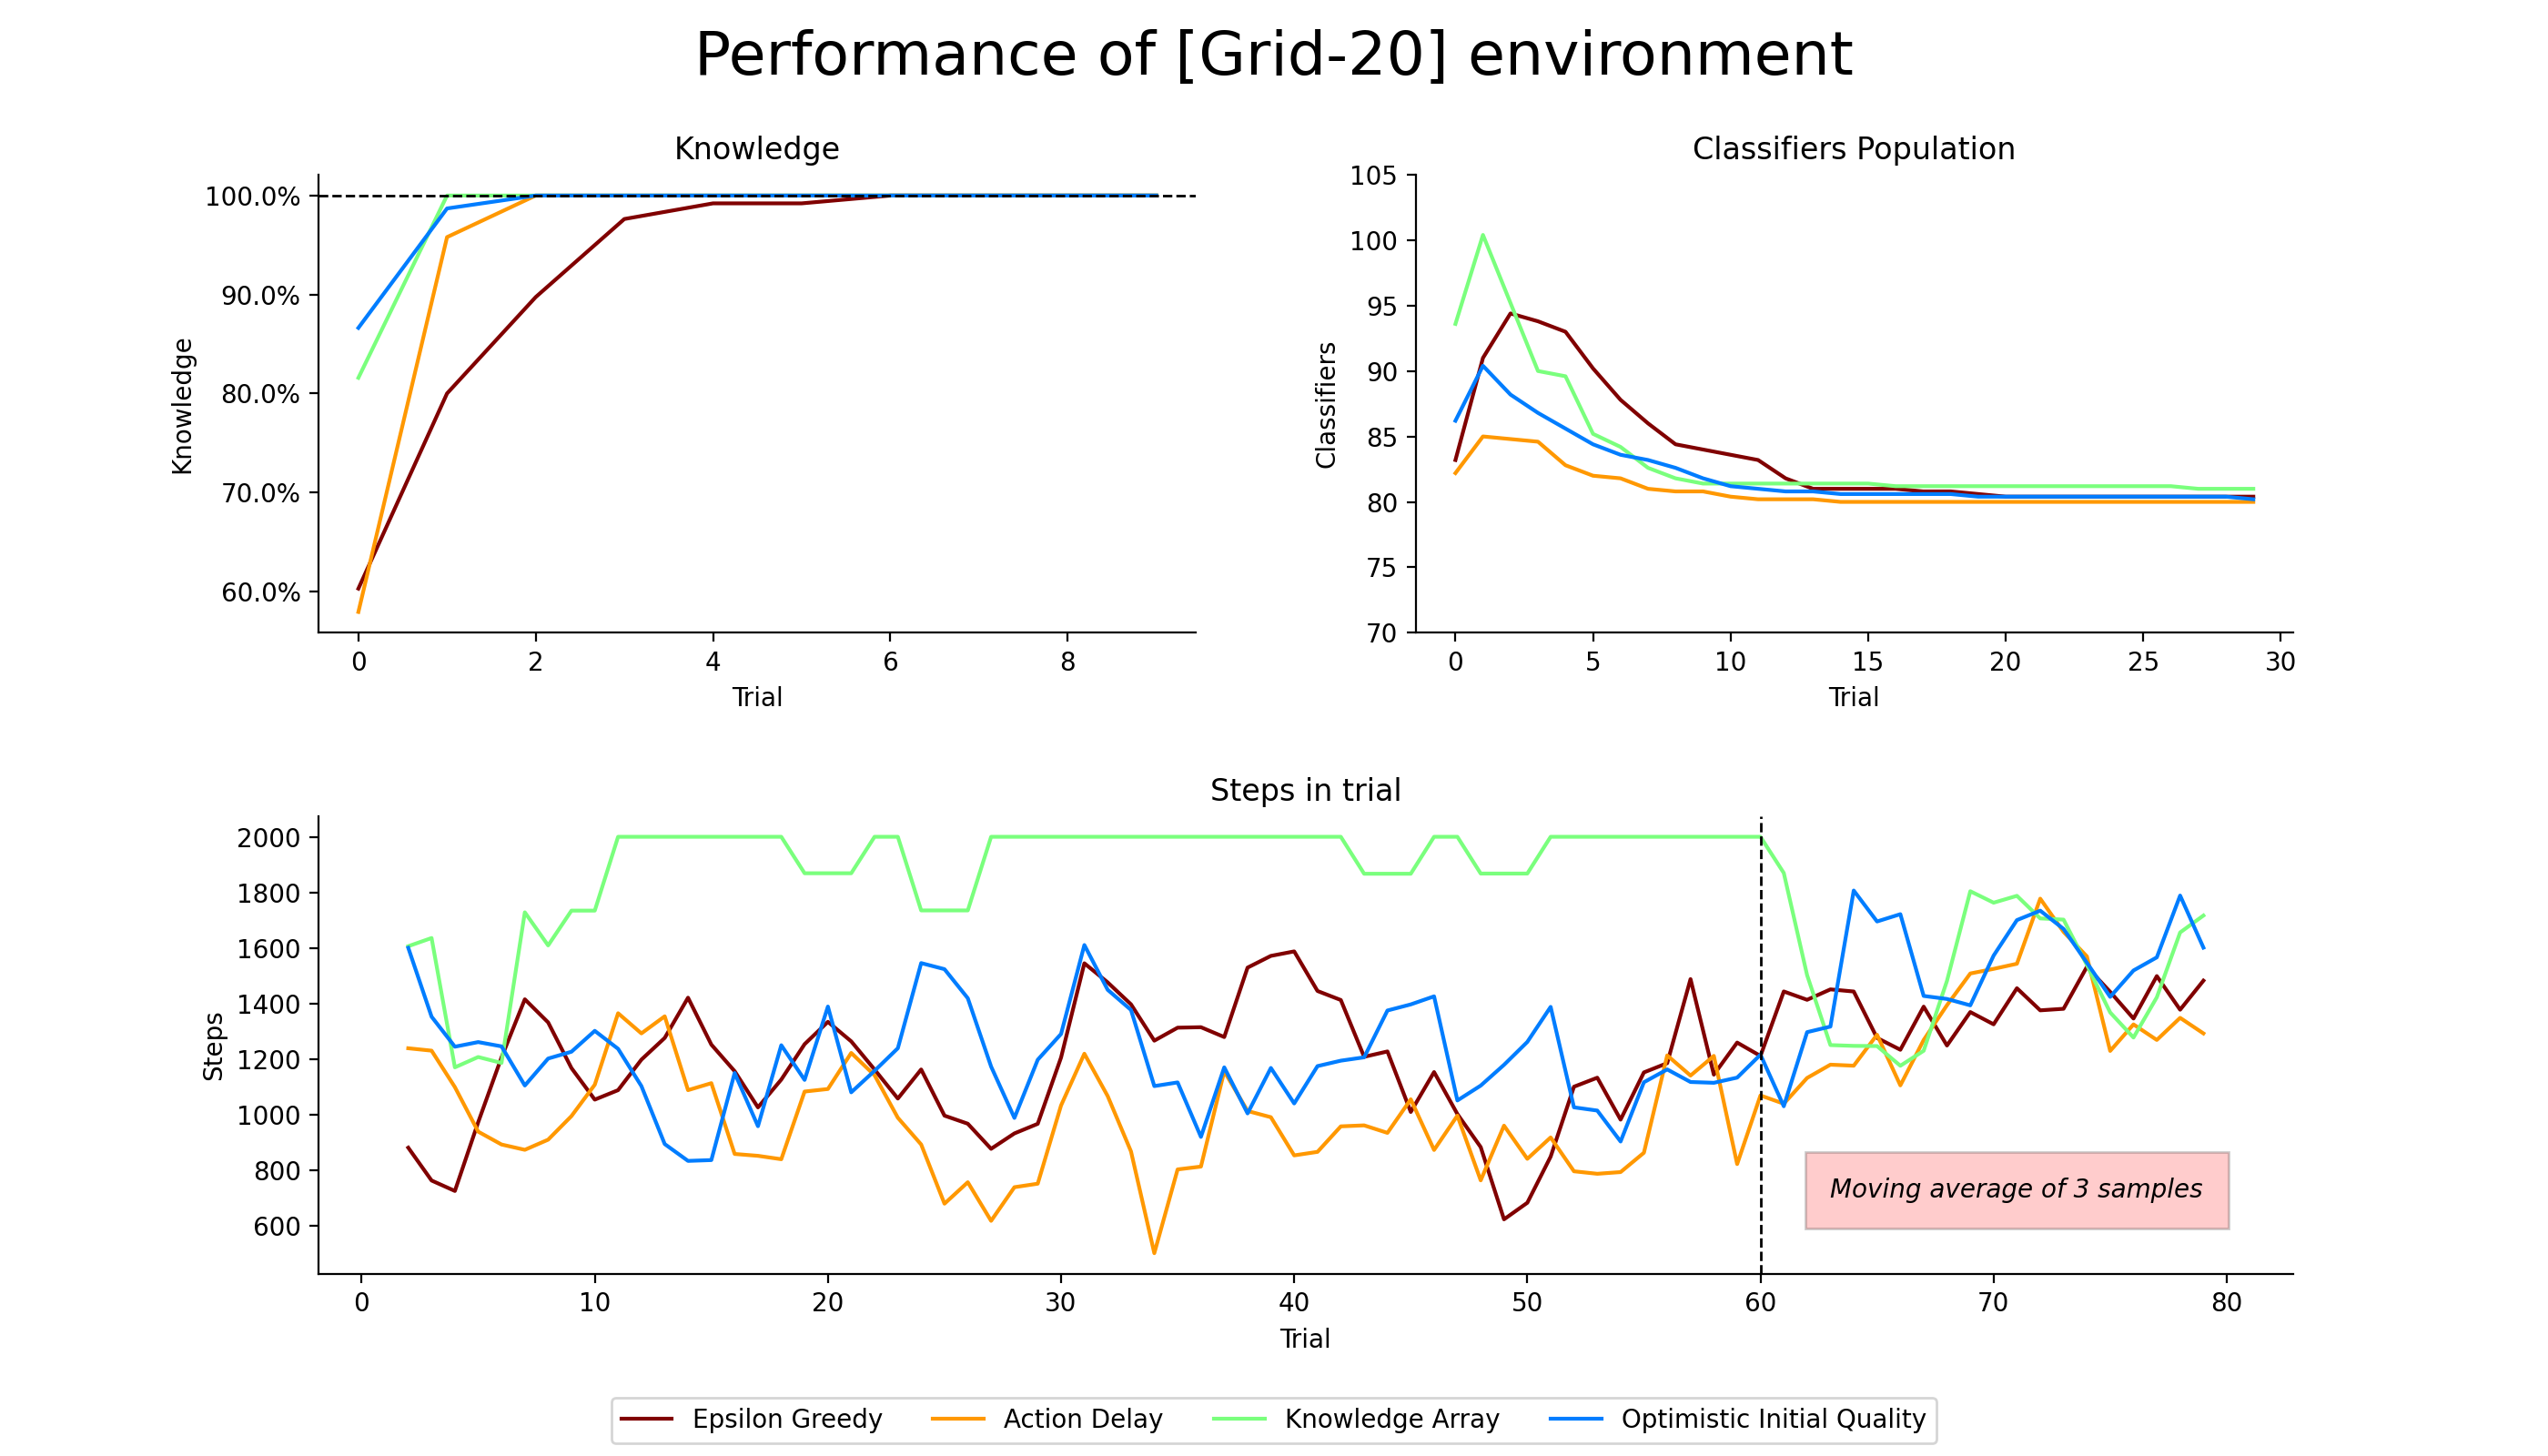 Performance of [Grid-20] environment
Knowledge
100.0%
90.0%
80.0%
70.0%
60.0%
Knowledge
0 2 4 6 8
Trial
Classifiers Population
105
100
95
90
85
80
75
70
Classifiers
0 5 10 15 20 25 30
Trial
Steps in trial
2000
1800
1600
1400
1200
1000
800
600
Steps
Moving average of 3 samples
0 10 20 30 40 50 60 70 80
Trial
Epsilon Greedy Action Delay Knowledge Array Optimistic Initial Quality